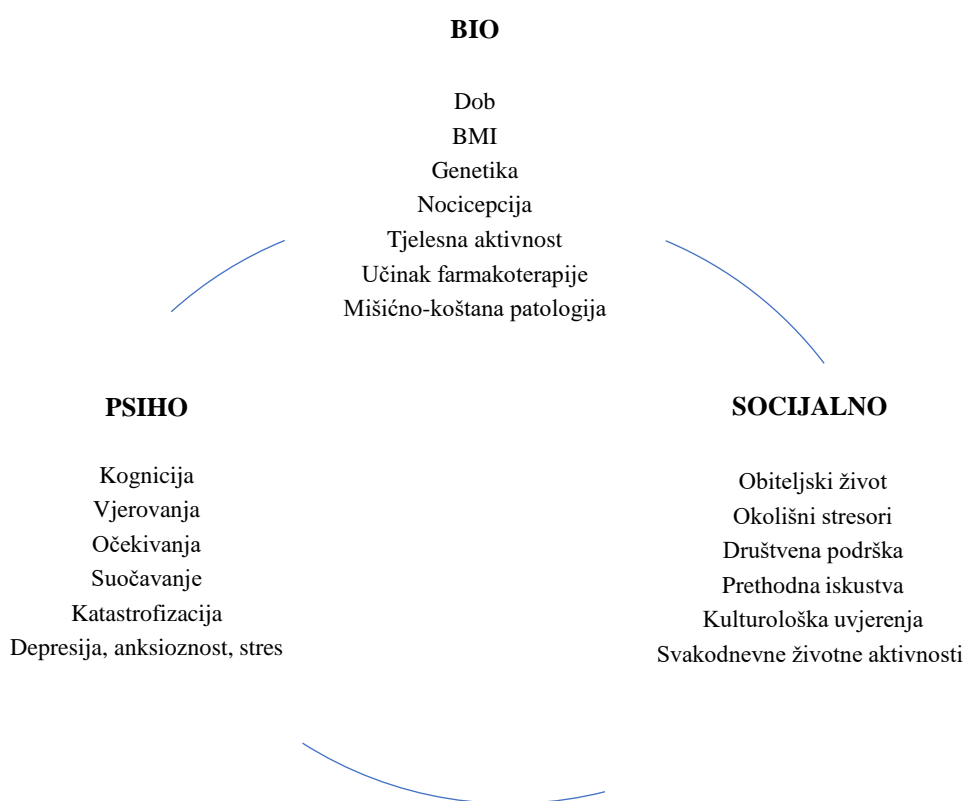 BIO
Dob
BMI
Genetika
Nocicepcija
Tjelesna aktivnost
Učinak farmakoterapije
Mišićno-koštana patologija
PSIHO
Kognicija
Vjerovanja
Očekivanja
Suočavanje
Katastrofizacija
Depresija, anksioznost, stres
SOCIJALNO
Obiteljski život
Okolišni stresori
Društvena podrška
Prethodna iskustva
Kulturološka uvjerenja
Svakodnevne životne aktivnosti